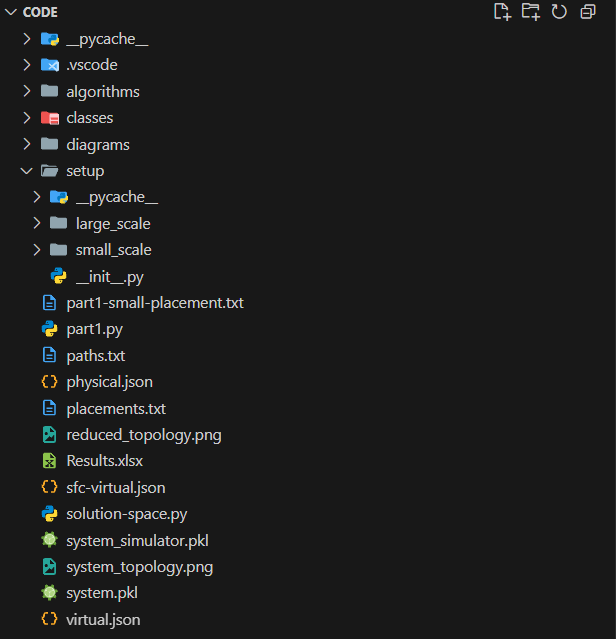 CODE
__pycache__
.vscode
algorithms
classes
diagrams
setup
__pycache__
large_scale
small_scale
__init__.py
part1-small-placement.txt
part1.py
paths.txt
physical.json
placements.txt
reduced_topology.png
Results.xlsx
sfc-virtual.json
solution-space.py
system_simulator.pkl
system_topology.png
system.pkl
virtual.json